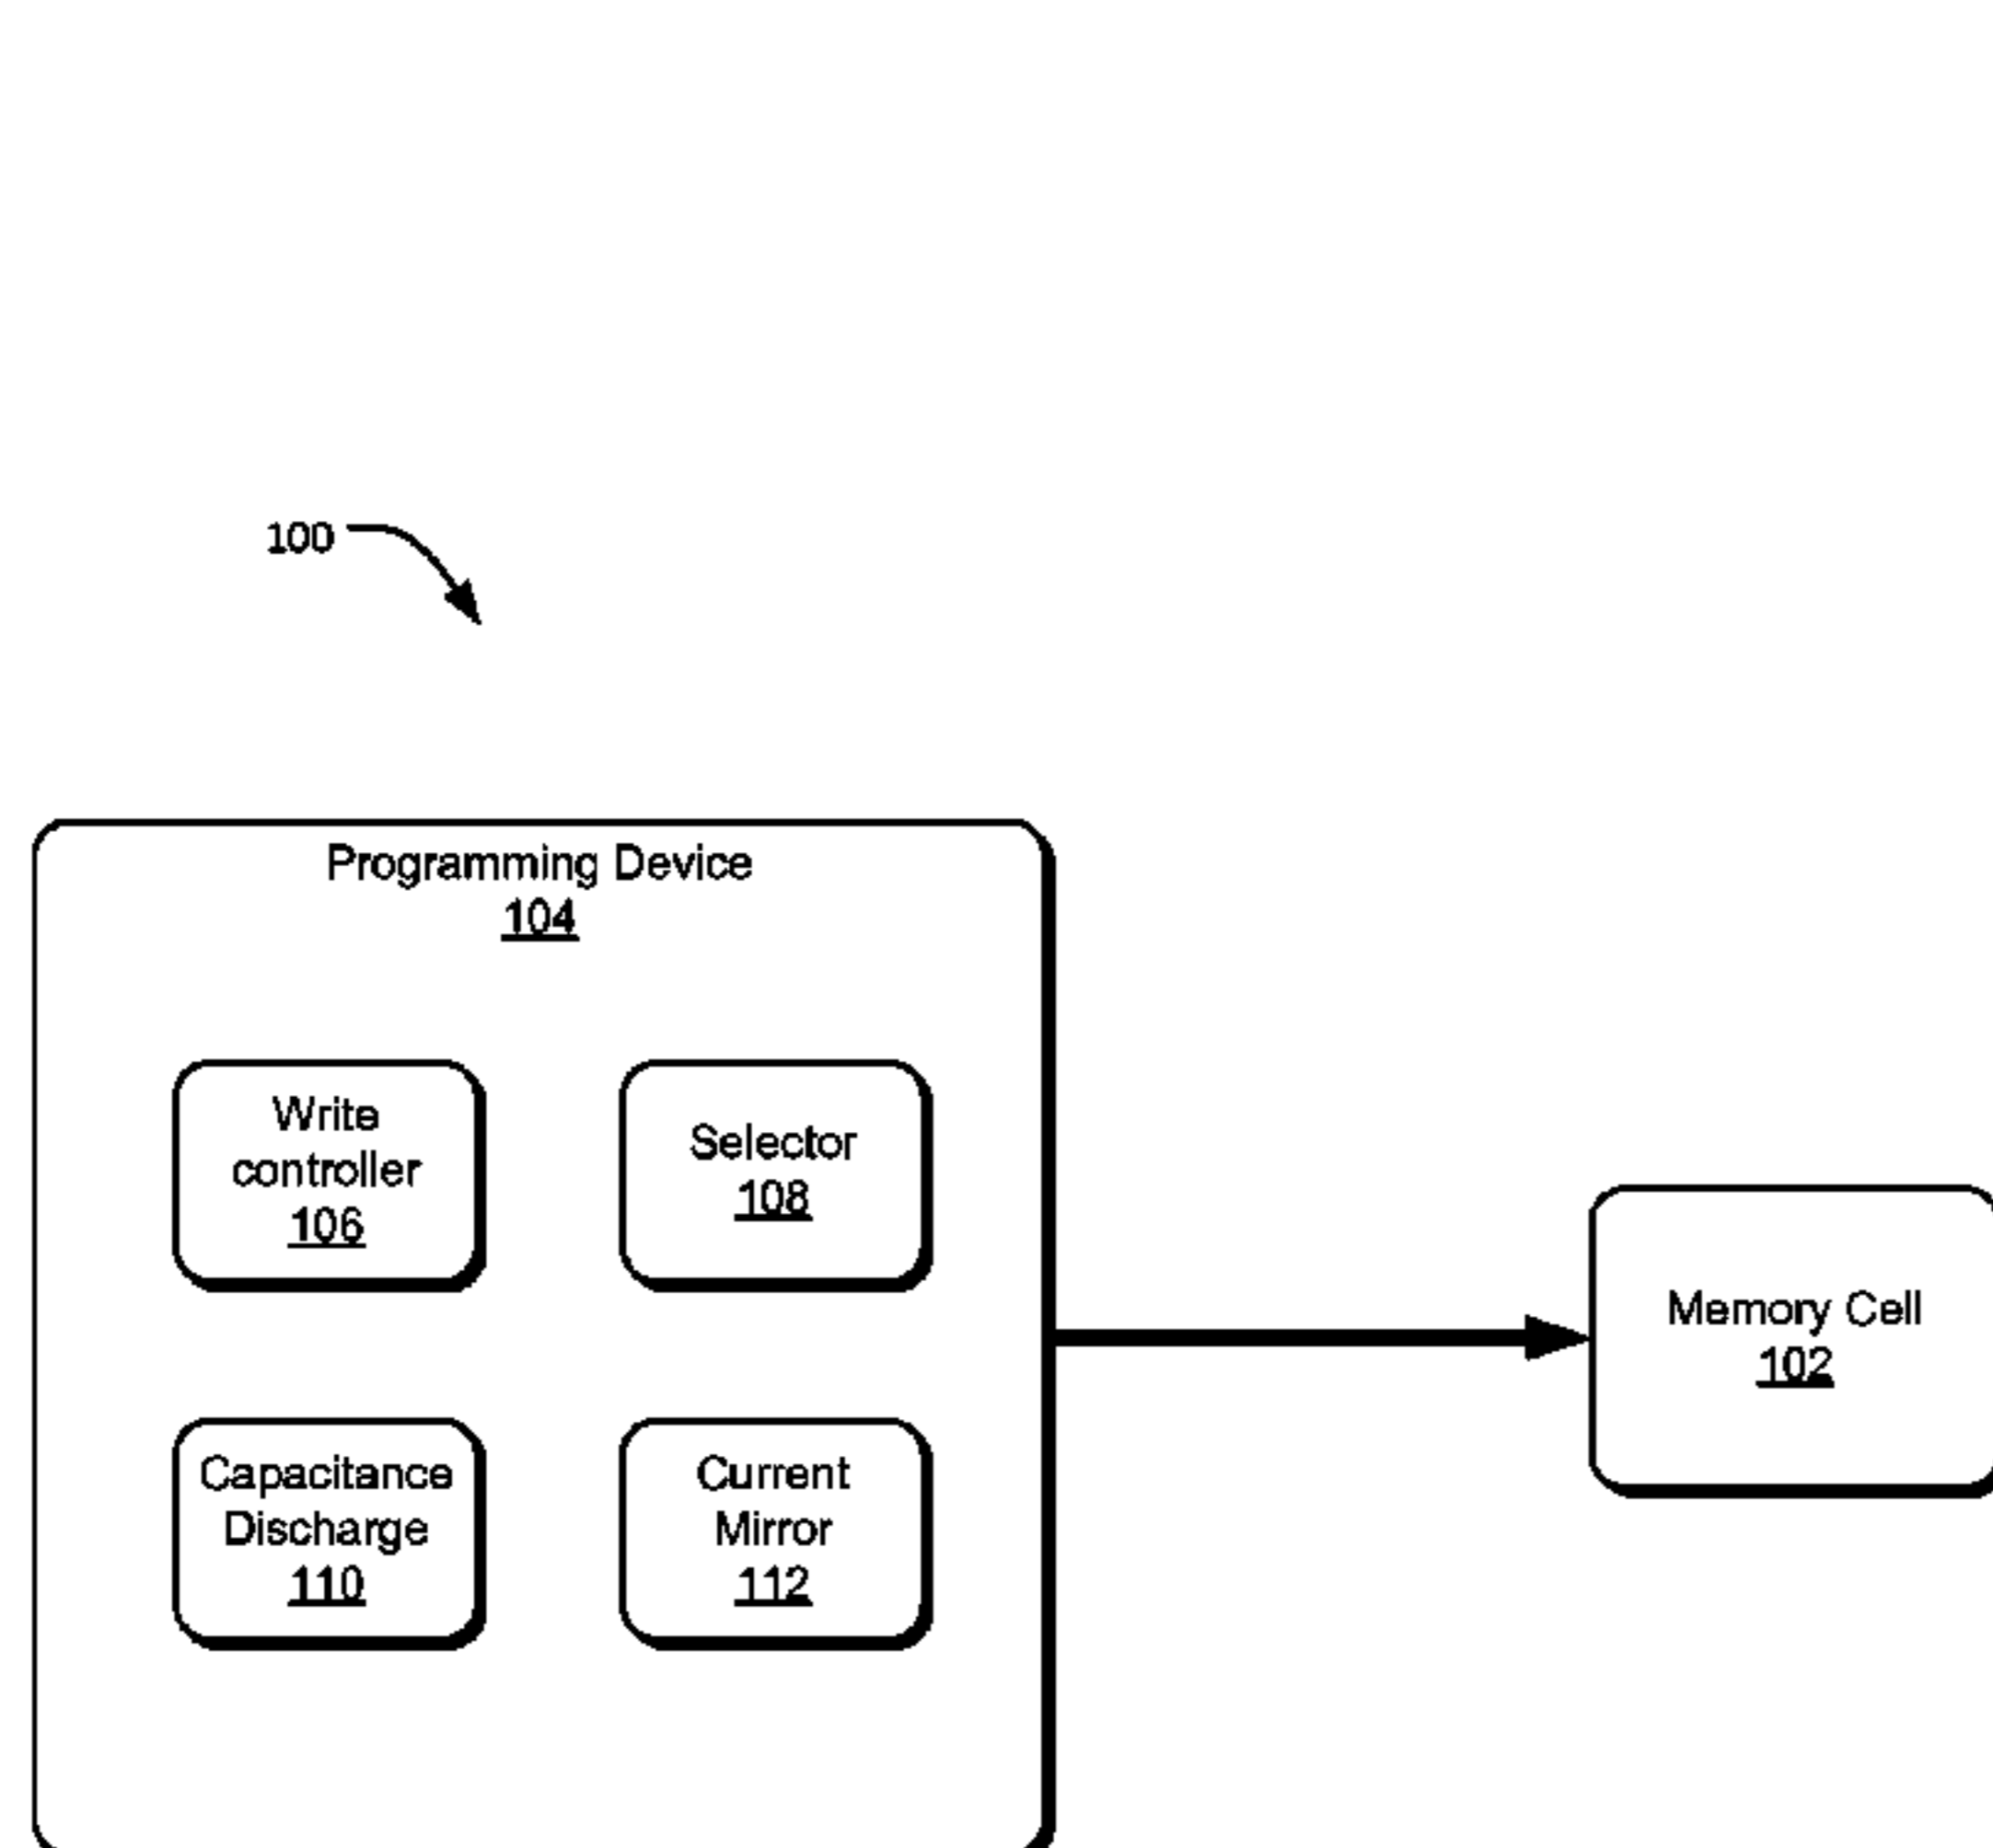 100
Programming Device
104
Write
controller
106
Selector
108
Memory Cell
102
Capacitance
Discharge
110
Current
Mirror
112